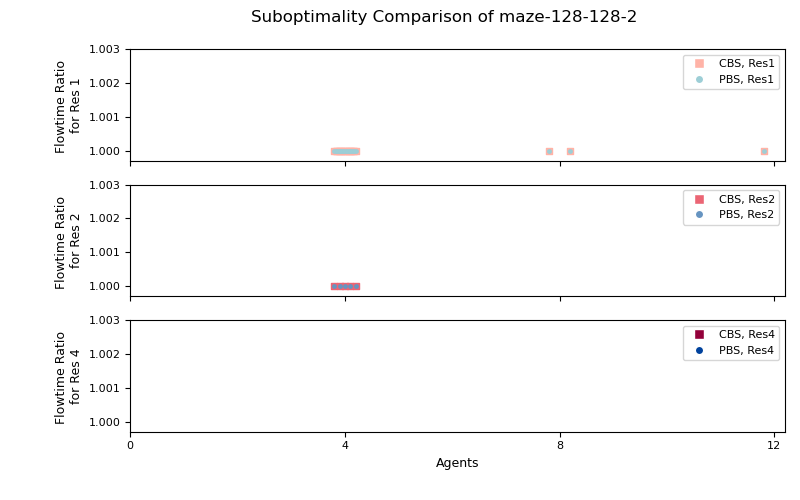 Suboptimality Comparison of maze-128-128-2
Flowtime Ratio
for Res 1
1.003
1.002
1.001
1.000
CBS, Res1
PBS, Res1
Flowtime Ratio
for Res 2
1.003
1.002
1.001
1.000
CBS, Res2
PBS, Res2
Flowtime Ratio
for Res 4
1.003
1.002
1.001
1.000
CBS, Res4
PBS, Res4
0 4 8 12
Agents